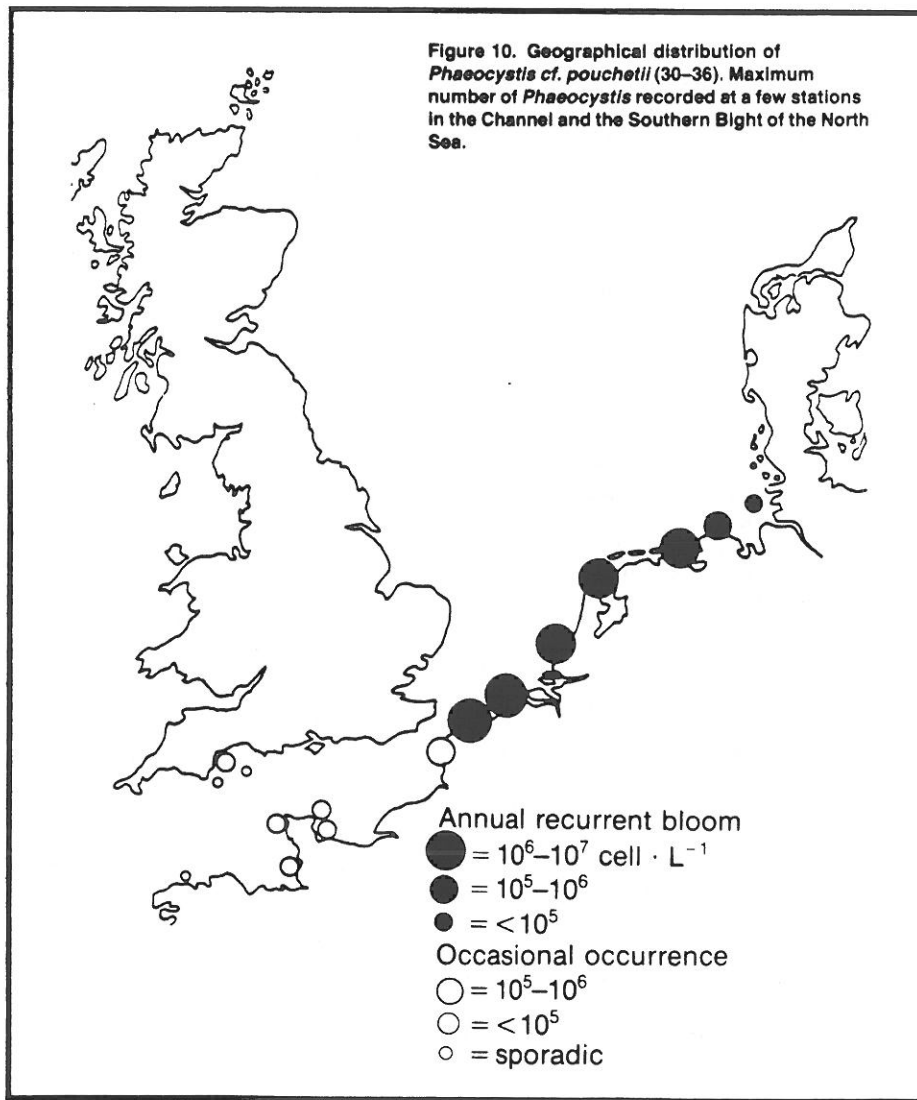 Figure 10. Geographical distribution of
Phaeocystis cf. pouchetii (30–36). Maximum
number of Phaeocystis recorded at a few stations
in the Channel and the Southern Bight of the North
Sea.
Annual recurrent bloom
= 10⁶–10⁷ cell · L⁻¹
= 10⁵–10⁶
= <10⁵
Occasional occurrence
= 10⁵–10⁶
= <10⁵
= sporadic